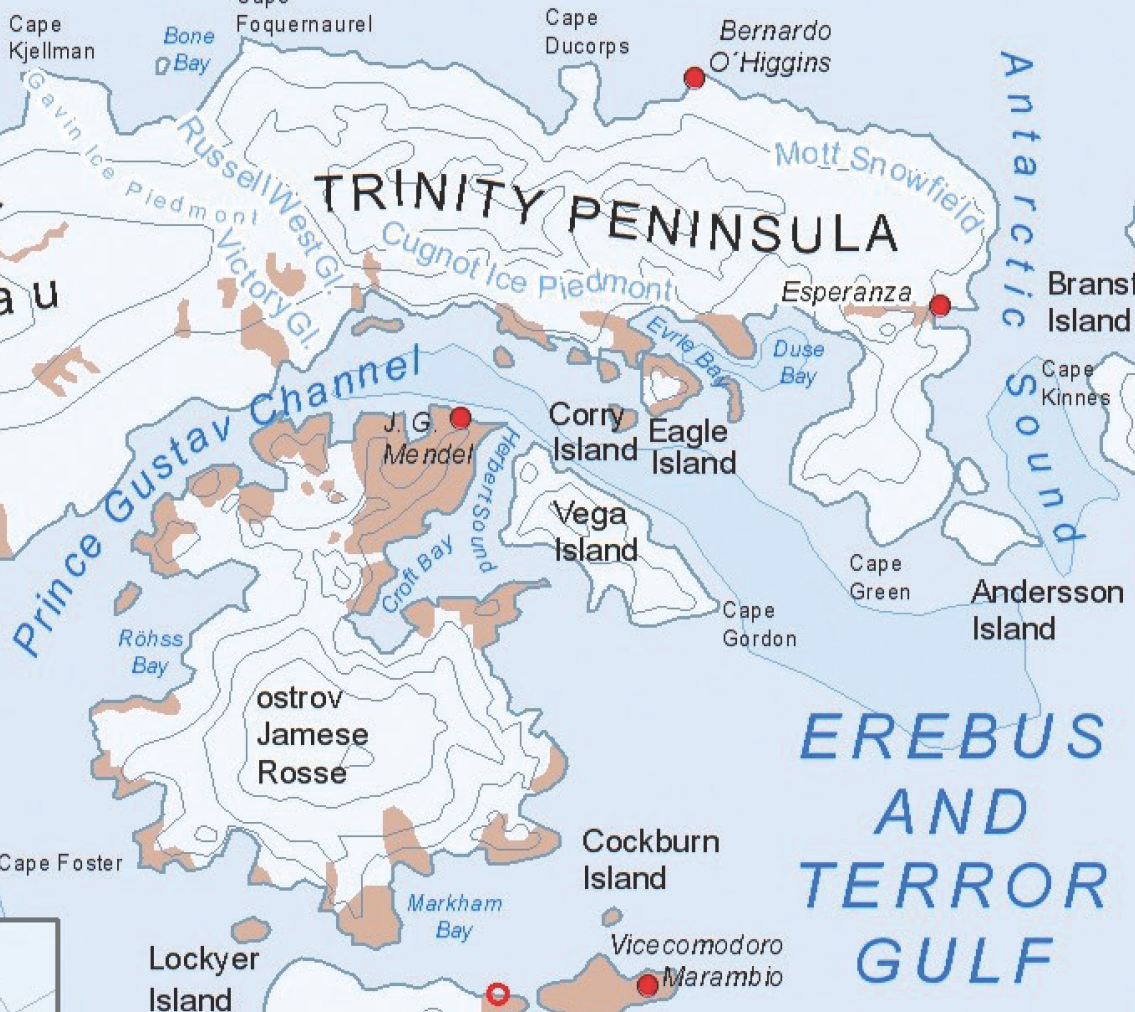 Cape
Kjellman
Foquernaurel
Bone
Bay
Cape
Ducorps
Bernardo
O´Higgins
Antarctic Sound
Gavin Ice Piedmont
Russell West Gl.
Victory Gl.
TRINITY PENINSULA
Mott Snowfield
Cugnot Ice Piedmont
Esperanza
au
Island
Cape
Kinnes
Evrle Bay
Duse
Bay
Prince Gustav Channel
J. G.
Mendel
Herbert Sound
Corry
Island
Eagle
Island
Vega
Island
Croft Bay
Cape
Green
Andersson
Island
Cape
Gordon
Röhss
Bay
ostrov
Jamese
Rosse
EREBUS
AND
TERROR
GULF
Cape Foster
Cockburn
Island
Markham
Bay
Lockyer
Island
Vicecomodoro
Marambio